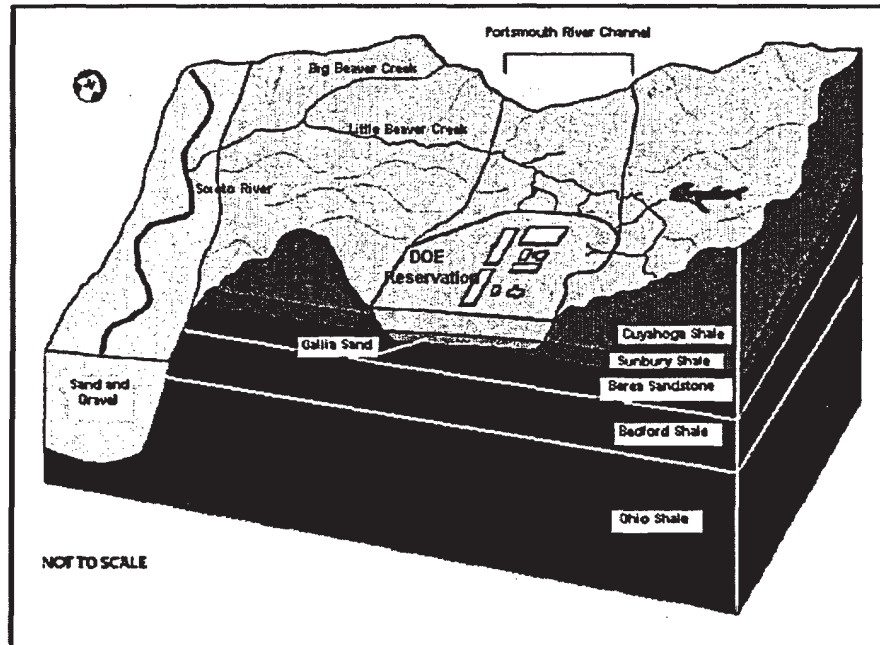 Portsmouth River Channel
Big Beaver Creek
Little Beaver Creek
Scioto River
DOE
Reservation
Gallia Sand
Cuyahoga Shale
Sunbury Shale
Berea Sandstone
Sand and
Gravel
Bedford Shale
Ohio Shale
NOT TO SCALE